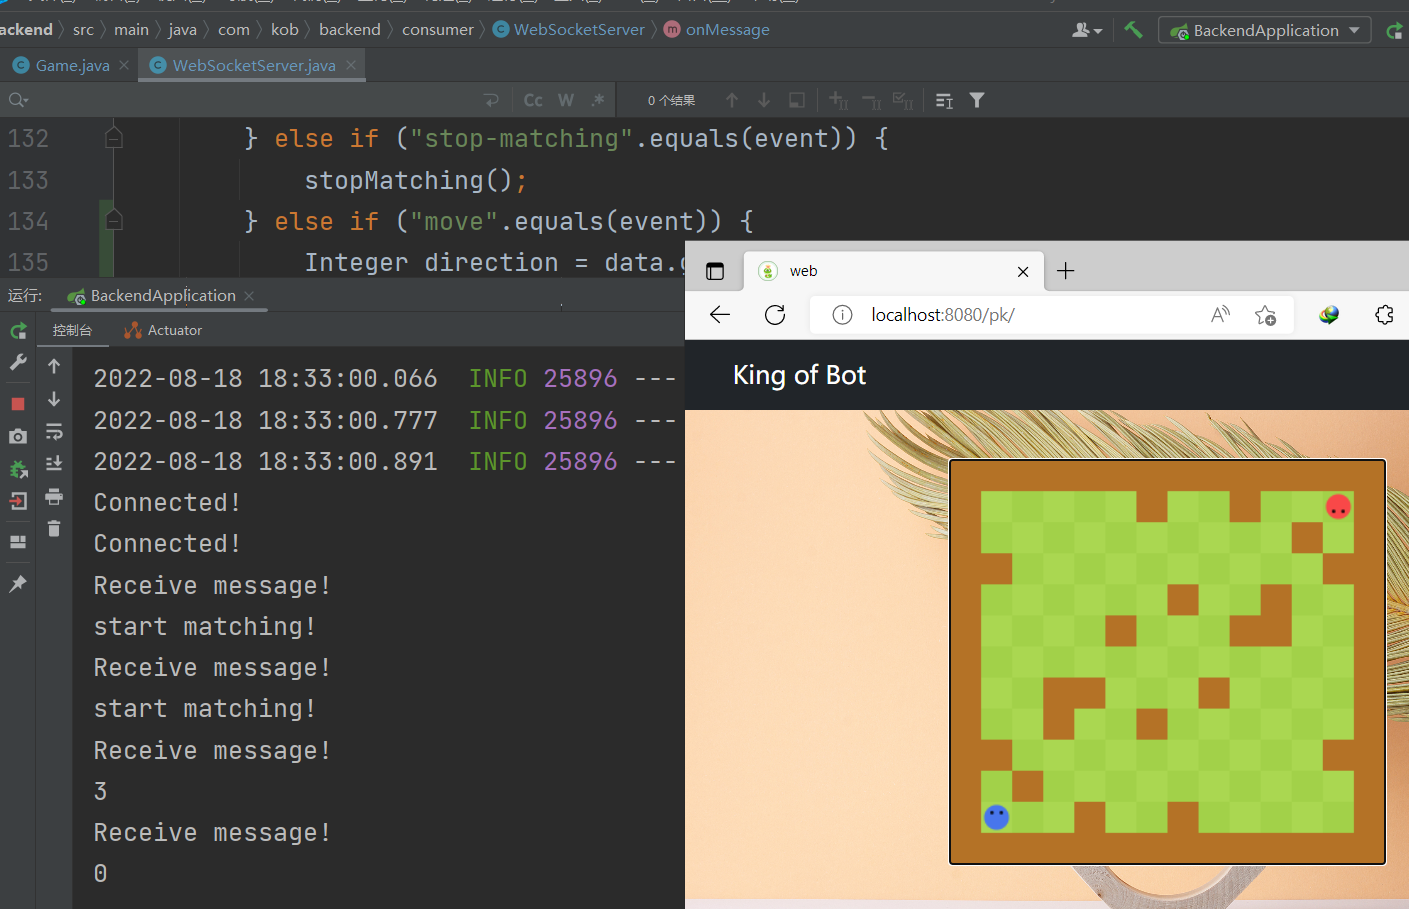 ackend src main java com kob backend consumer WebSocketServer onMessage BackendApplication
Game.java WebSocketServer.java
Cc W .* 0 个结果
132 } else if ("stop-matching".equals(event)) {
133 stopMatching();
134 } else if ("move".equals(event)) {
135 Integer direction = data.
运行: BackendApplication
控制台 Actuator
2022-08-18 18:33:00.066 INFO 25896 ---
2022-08-18 18:33:00.777 INFO 25896 ---
2022-08-18 18:33:00.891 INFO 25896 ---
Connected!
Connected!
Receive message!
start matching!
Receive message!
start matching!
Receive message!
3
Receive message!
0
web
localhost:8080/pk/
King of Bot